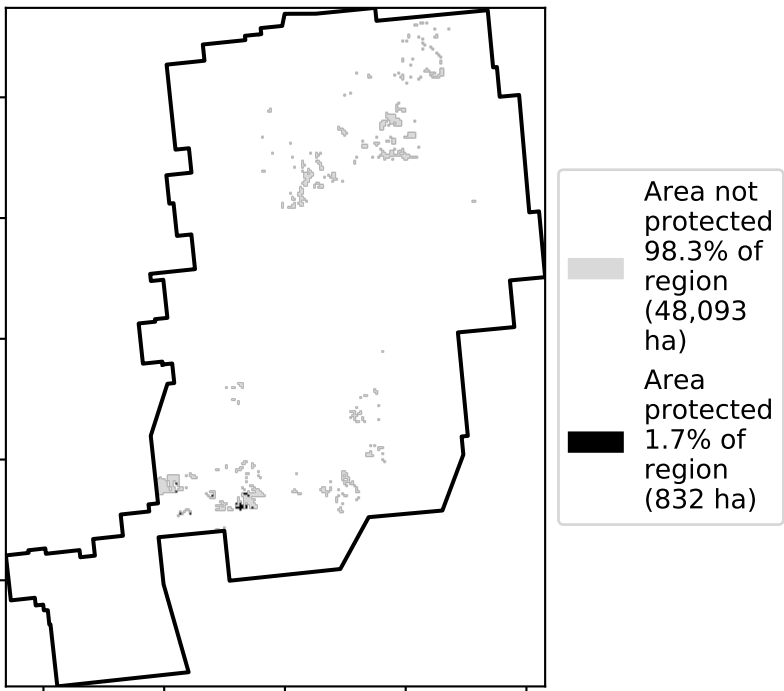 Area not
protected
98.3% of
region
(48,093
ha)
Area
protected
1.7% of
region
(832 ha)